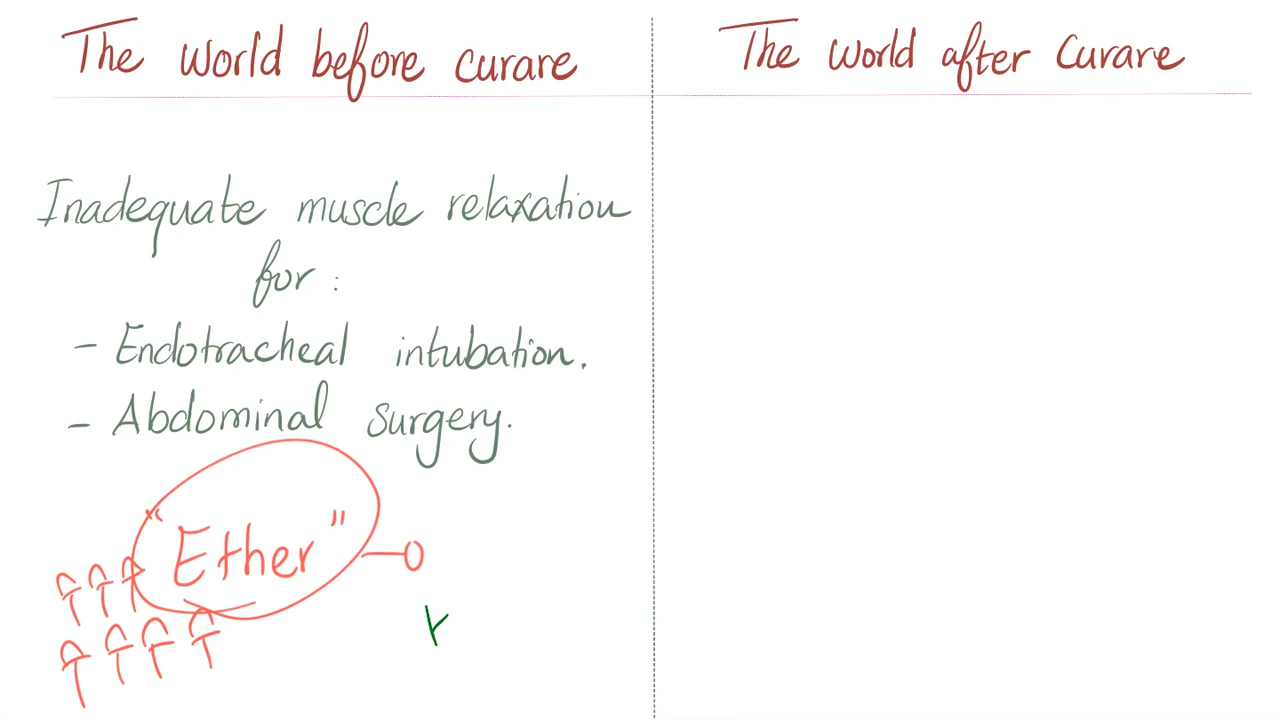 The world before curare
The world after Curare
Inadequate muscle relaxation
for :
- Endotracheal intubation.
- Abdominal surgery.
"Ether"